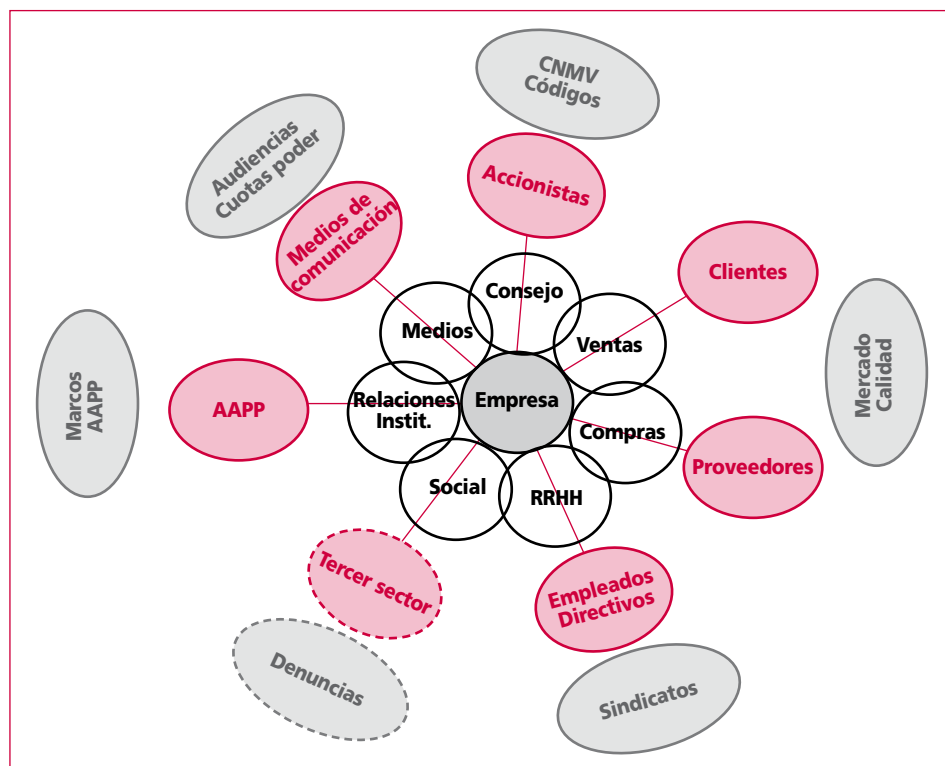 CNMV
Códigos
Audiencias
Cuotas poder
Accionistas
Medios de
comunicación
Clientes
Consejo
Medios
Ventas
Mercado
Calidad
Marcos
AAPP
AAPP
Relaciones
Instit.
Empresa
Compras
Proveedores
Social
RRHH
Tercer sector
Empleados
Directivos
Denuncias
Sindicatos